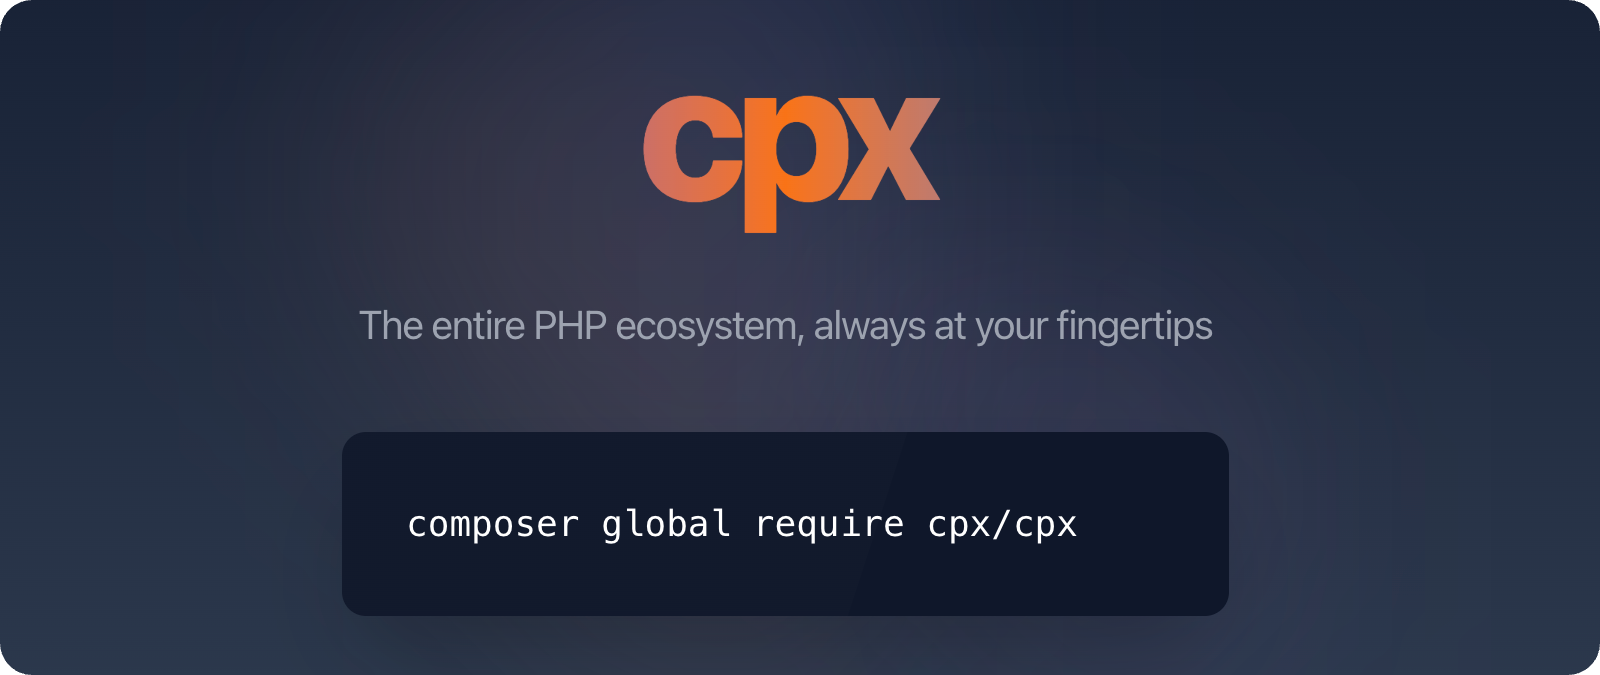 cpx
The entire PHP ecosystem, always at your fingertips
composer global require cpx/cpx